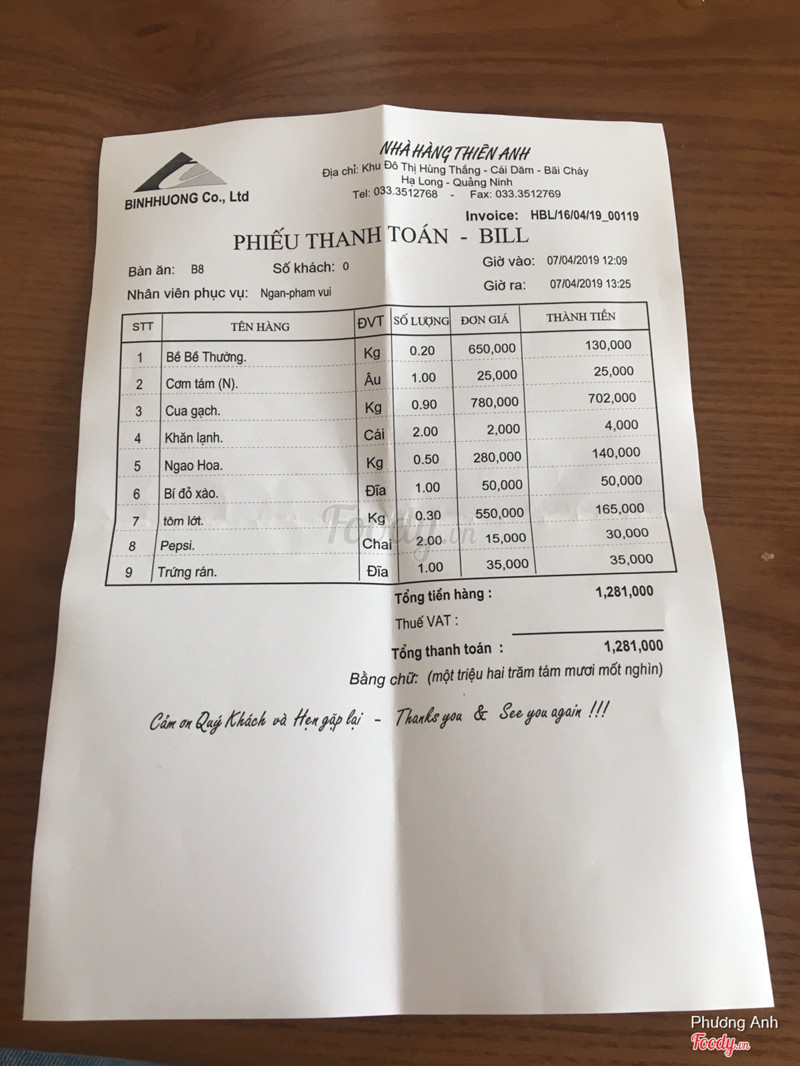 NHÀ HÀNG THIÊN ANH
BINHHUONG Co., Ltd
Địa chỉ: Khu Đô Thị Hùng Thắng - Cái Dăm - Bãi Cháy
Hạ Long - Quảng Ninh
Tel: 033.3512768 - Fax: 033.3512769
Invoice: HBL/16/04/19_00119
PHIẾU THANH TOÁN - BILL
Bàn ăn: B8 Số khách: 0 Giờ vào: 07/04/2019 12:09
Nhân viên phục vụ: Ngan-pham vui Giờ ra: 07/04/2019 13:25
STT TÊN HÀNG ĐVT SỐ LƯỢNG ĐƠN GIÁ THÀNH TIỀN
1 Bề Bề Thường. Kg 0.20 650,000 130,000
2 Cơm tám (N). Âu 1.00 25,000 25,000
3 Cua gạch. Kg 0.90 780,000 702,000
4 Khăn lạnh. Cái 2.00 2,000 4,000
5 Ngao Hoa. Kg 0.50 280,000 140,000
6 Bí đỏ xào. Đĩa 1.00 50,000 50,000
7 tôm lớt. Kg 0.30 550,000 165,000
8 Pepsi. Chai 2.00 15,000 30,000
9 Trứng rán. Đĩa 1.00 35,000 35,000
Foody.vn
Tổng tiền hàng : 1,281,000
Thuế VAT :
Tổng thanh toán : 1,281,000
Bằng chữ: (một triệu hai trăm tám mươi mốt nghìn)
Cảm ơn Quý Khách và Hẹn gặp lại - Thanks you & See you again !!!
Phương Anh
Foody.vn